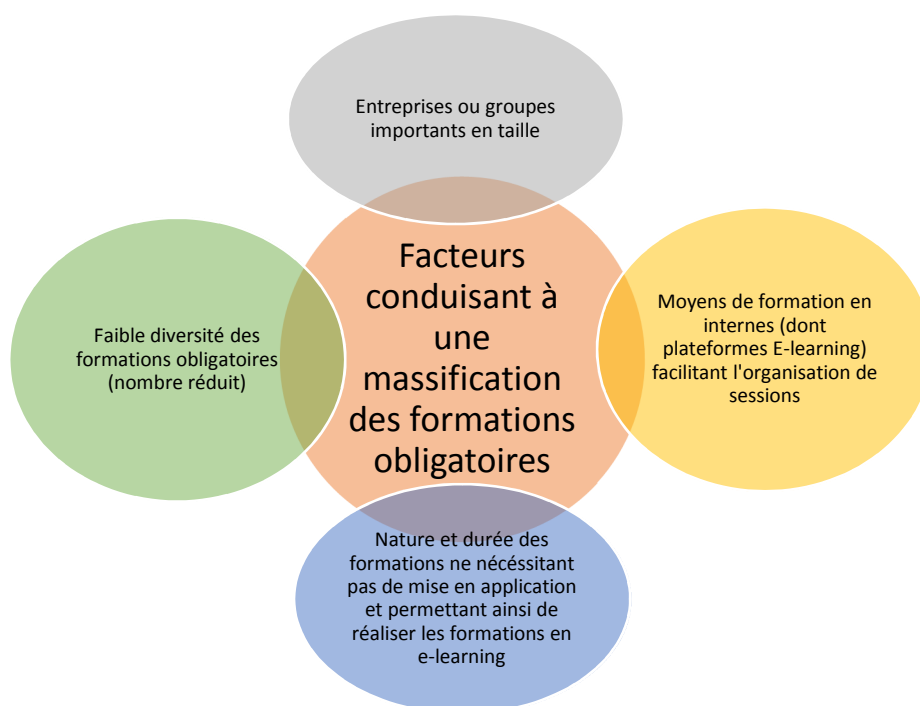 Entreprises ou groupes
importants en taille
Facteurs
conduisant à
une
massification
des formations
obligatoires
Faible diversité des
formations obligatoires
(nombre réduit)
Moyens de formation en
internes (dont
plateformes E-learning)
facilitant l'organisation de
sessions
Nature et durée des
formations ne nécéssitant
pas de mise en application
et permettant ainsi de
réaliser les formations en
e-learning